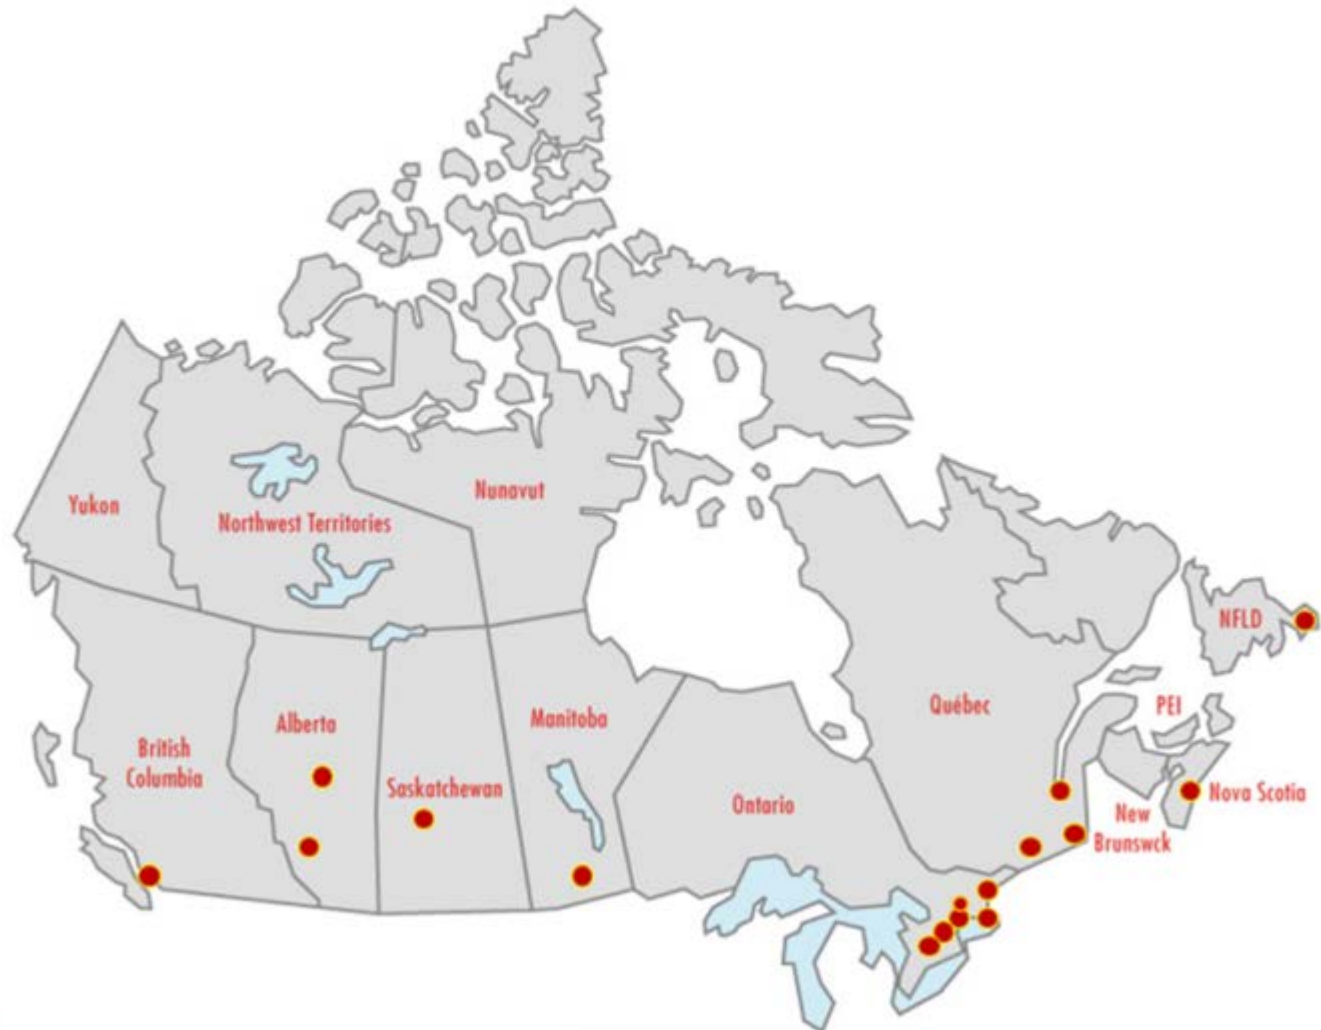 Yukon
Northwest Territories
Nunavut
British
Columbia
Alberta
Saskatchewan
Manitoba
Ontario
Québec
NFLD
PEI
Nova Scotia
New
Brunswck